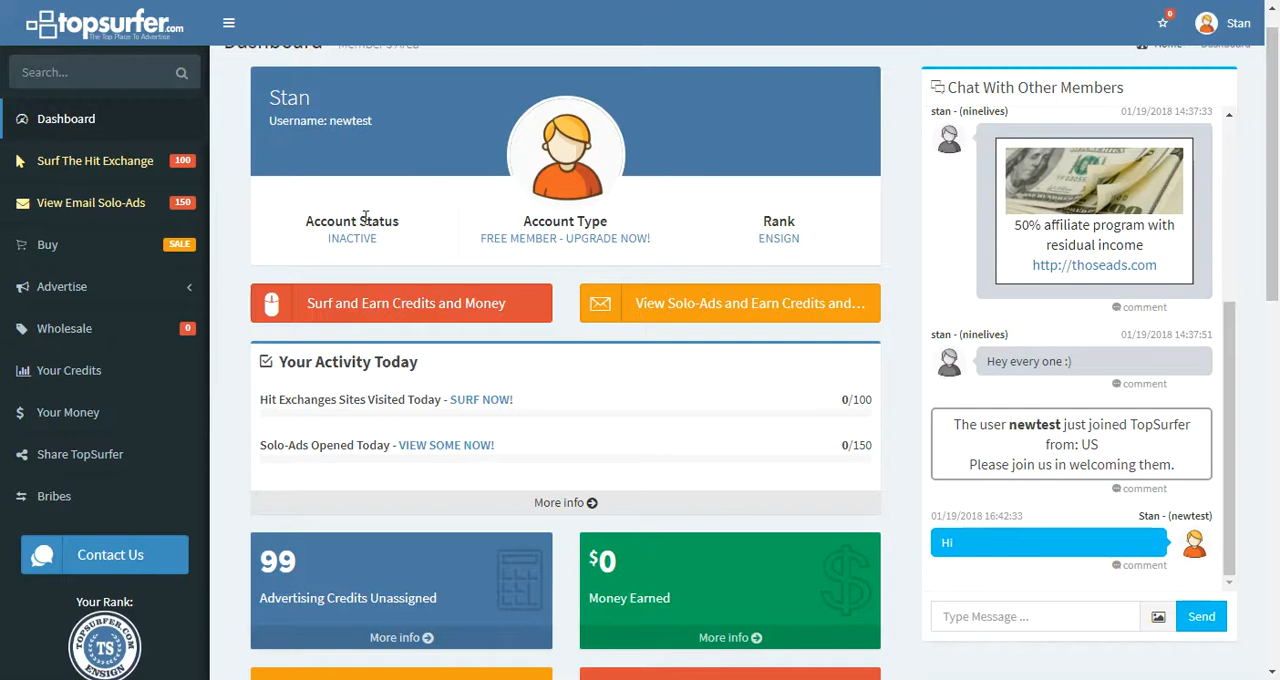 topsurfer.com
The Top Place To Advertise
0
Stan
Search...
Dashboard
Surf The Hit Exchange 100
View Email Solo-Ads 150
Buy SALE
Advertise
Wholesale 0
Your Credits
Your Money
Share TopSurfer
Bribes
Contact Us
Your Rank:
TOPSURFER.COM
TS
ENSIGN
Dashboard Member's Area
Home Dashboard
Stan
Username: newtest
Account Status
INACTIVE
Account Type
FREE MEMBER - UPGRADE NOW!
Rank
ENSIGN
Surf and Earn Credits and Money
View Solo-Ads and Earn Credits and...
Your Activity Today
Hit Exchanges Sites Visited Today - SURF NOW! 0/100
Solo-Ads Opened Today - VIEW SOME NOW! 0/150
More info
99
Advertising Credits Unassigned
More info
$0
Money Earned
More info
Chat With Other Members
stan - (ninelives) 01/19/2018 14:37:33
50% affiliate program with
residual income
http://thoseads.com
comment
stan - (ninelives) 01/19/2018 14:37:51
Hey every one :)
comment
The user newtest just joined TopSurfer
from: US
Please join us in welcoming them.
comment
01/19/2018 16:42:33 Stan - (newtest)
Hi
comment
Type Message ...
Send